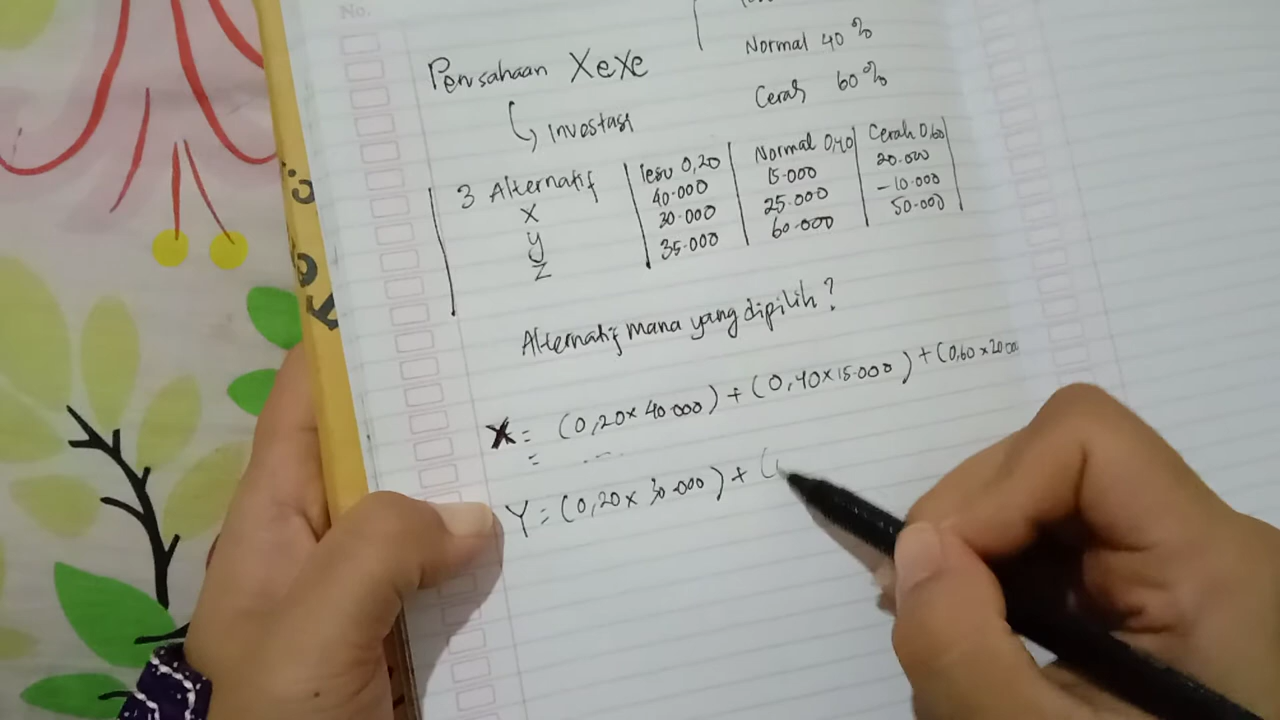 No.
Normal 40%
Perusahaan XeXe
Cerah 60%
Investasi
3 Alternatif lesu 0,20 Normal 0,40 Cerah 0,60
X 40.000 15.000 20.000
y 30.000 25.000 -10.000
Z 35.000 60.000 50.000
Alternatif mana yang dipilih?
X = (0,20 x 40.000) + (0,40 x 15.000) + (0,60 x 20.000
= ...
Y = (0,20 x 30.000) + (